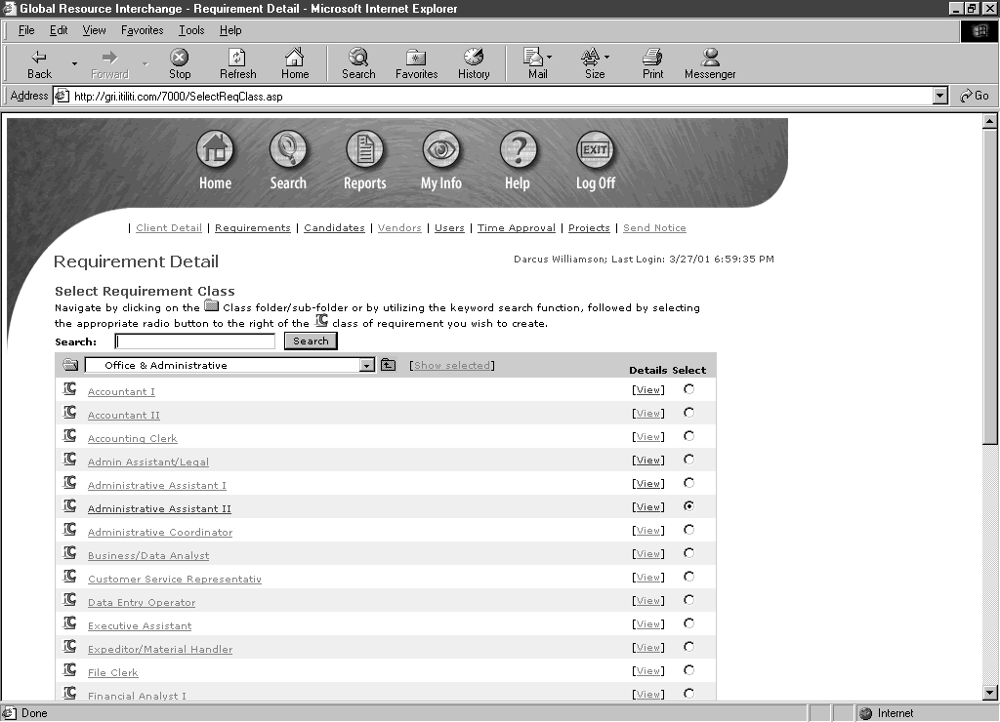 Global Resource Interchange - Requirement Detail - Microsoft Internet Explorer
File Edit View Favorites Tools Help
Back Forward Stop Refresh Home Search Favorites History Mail Size Print Messenger
Address http://gri.itiliti.com/7000/SelectReqClass.asp Go
EXIT
Home Search Reports My Info Help Log Off
| Client Detail | Requirements | Candidates | Vendors | Users | Time Approval | Projects | Send Notice
Requirement Detail Darcus Williamson; Last Login: 3/27/01 6:59:35 PM
Select Requirement Class
Navigate by clicking on the Class folder/sub-folder or by utilizing the keyword search function, followed by selecting
the appropriate radio button to the right of the class of requirement you wish to create.
Search: Search
Office & Administrative [Show selected] Details Select
Accountant I [View]
Accountant II [View]
Accounting Clerk [View]
Admin Assistant/Legal [View]
Administrative Assistant I [View]
Administrative Assistant II [View]
Administrative Coordinator [View]
Business/Data Analyst [View]
Customer Service Representativ [View]
Data Entry Operator [View]
Executive Assistant [View]
Expeditor/Material Handler [View]
File Clerk [View]
Financial Analyst I [View]
Done Internet